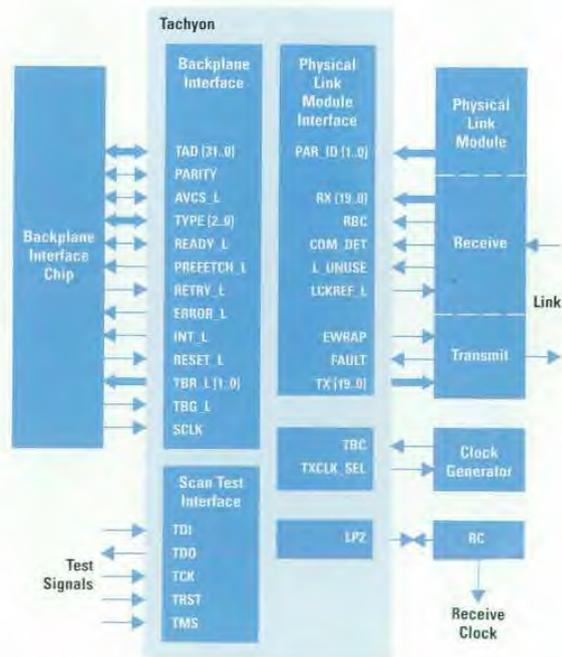 Tachyon
Backplane
Interface
Chip
Backplane
Interface
TAD (31..0)
PARITY
AVCS_L
TYPE (2..0)
READY_L
PREFETCH_L
RETRY_L
ERROR_L
INT_L
RESET_L
TBR_L (1..0)
TBG_L
SCLK
Physical
Link
Module
Interface
PAR_ID (1..0)
RX (19..0)
RBC
COM_DET
L_UNUSE
LCKREF_L
EWRAP
FAULT
TX (19..0)
Physical
Link
Module
Receive
Transmit
Link
TBC
TXCLK_SEL
Clock
Generator
Scan Test
Interface
TDI
TDO
TCK
TRST
TMS
Test
Signals
LPZ
RC
Receive
Clock